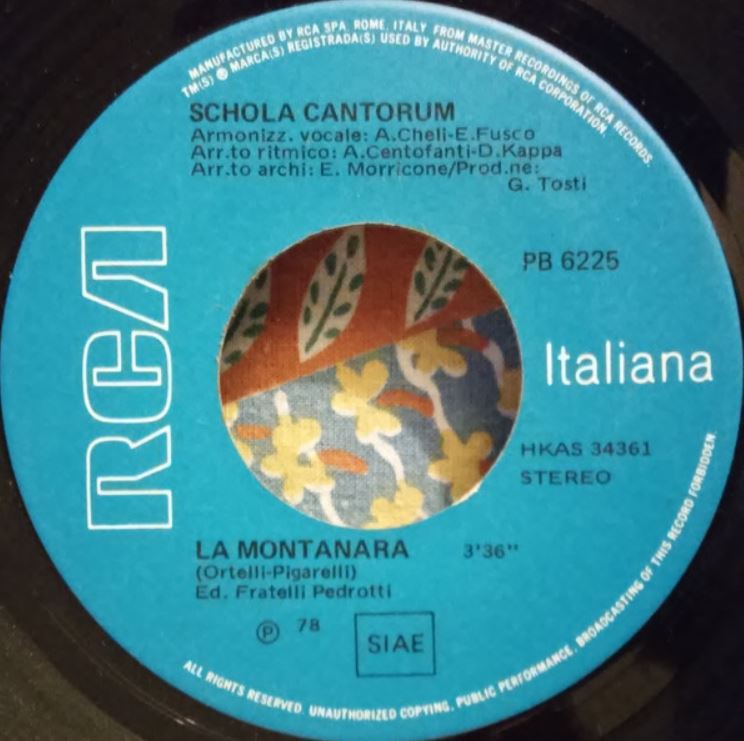 MANUFACTURED BY RCA SPA, ROME, ITALY FROM MASTER RECORDINGS OF RCA RECORDS.
TM(S) ® MARCA(S) REGISTRADA(S) USED BY AUTHORITY OF RCA CORPORATION.
SCHOLA CANTORUM
Armonizz. vocale: A.Cheli-E.Fusco
Arr.to ritmico: A.Centofanti-D.Kappa
Arr.to archi: E. Morricone/Prod.ne:
G. Tosti
RCA
PB 6225
Italiana
HKAS 34361
STEREO
LA MONTANARA 3'36"
(Ortelli-Pigarelli)
Ed. Fratelli Pedrotti
Ⓟ 78
SIAE
ALL RIGHTS RESERVED. UNAUTHORIZED COPYING, PUBLIC PERFORMANCE, BROADCASTING OF THIS RECORD FORBIDDEN.